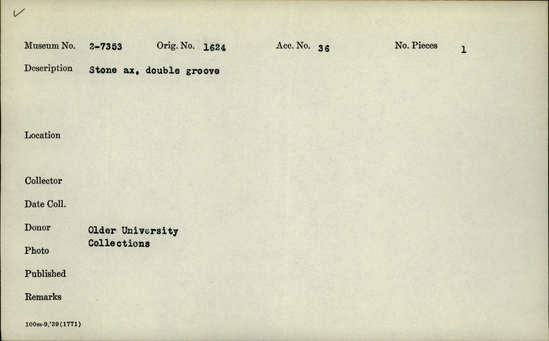 Museum No. 2-7353 Orig. No. 1624 Acc. No. 36 No. Pieces 1
Description Stone ax, double groove
Location
Collector
Date Coll.
Donor Older University
Collections
Photo
Published
Remarks
100m-9,'39(1771)